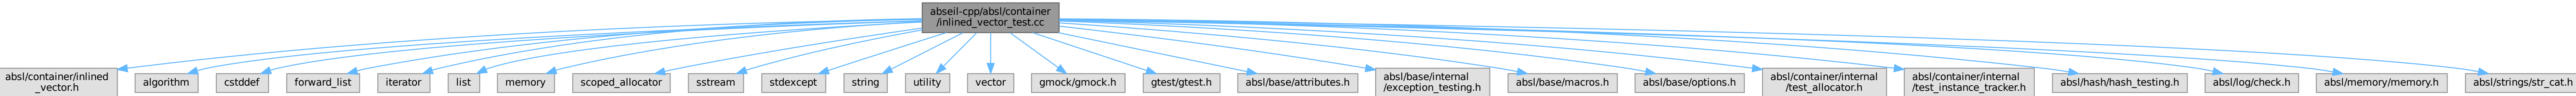 abseil-cpp/absl/container
/inlined_vector_test.cc
absl/container/inlined
_vector.h
algorithm
cstddef
forward_list
iterator
list
memory
scoped_allocator
sstream
stdexcept
string
utility
vector
gmock/gmock.h
gtest/gtest.h
absl/base/attributes.h
absl/base/internal
/exception_testing.h
absl/base/macros.h
absl/base/options.h
absl/container/internal
/test_allocator.h
absl/container/internal
/test_instance_tracker.h
absl/hash/hash_testing.h
absl/log/check.h
absl/memory/memory.h
absl/strings/str_cat.h